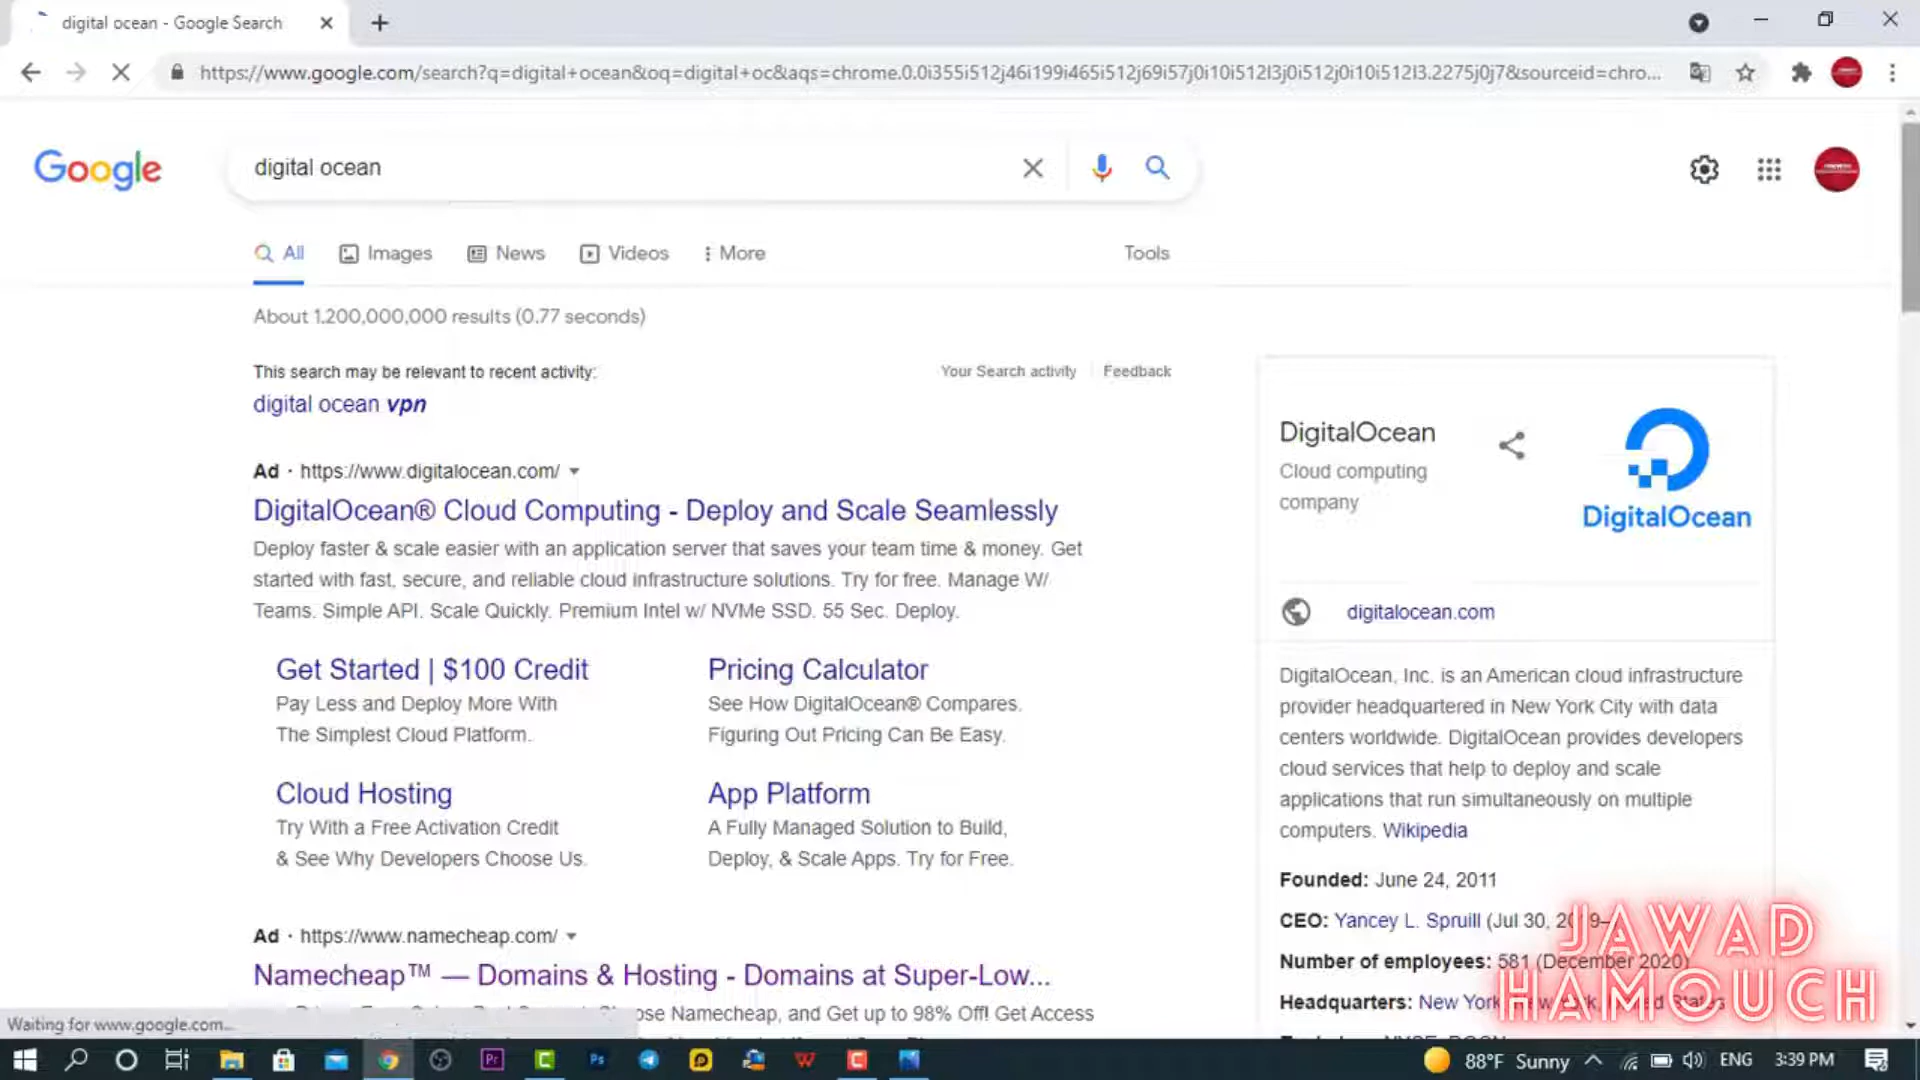 digital ocean - Google Search
https://www.google.com/search?q=digital+ocean&oq=digital+oc&aqs=chrome.0.0i355i512j46i199i465i512j69i57j0i10i512l3j0i512j0i10i512l3.2275j0j7&sourceid=chro...
Google
digital ocean
All
Images
News
Videos
More
Tools
About 1,200,000,000 results (0.77 seconds)
This search may be relevant to recent activity:
Your Search activity
Feedback
digital ocean vpn
Ad · https://www.digitalocean.com/
DigitalOcean® Cloud Computing - Deploy and Scale Seamlessly
Deploy faster & scale easier with an application server that saves your team time & money. Get
started with fast, secure, and reliable cloud infrastructure solutions. Try for free. Manage W/
Teams. Simple API. Scale Quickly. Premium Intel w/ NVMe SSD. 55 Sec. Deploy.
Get Started | $100 Credit
Pay Less and Deploy More With
The Simplest Cloud Platform.
Pricing Calculator
See How DigitalOcean® Compares.
Figuring Out Pricing Can Be Easy.
Cloud Hosting
Try With a Free Activation Credit
& See Why Developers Choose Us.
App Platform
A Fully Managed Solution to Build,
Deploy, & Scale Apps. Try for Free.
Ad · https://www.namecheap.com/
Namecheap™ — Domains & Hosting - Domains at Super-Low...
Namecheap, and Get up to 98% Off! Get Access
DigitalOcean
Cloud computing
company
DigitalOcean
digitalocean.com
DigitalOcean, Inc. is an American cloud infrastructure
provider headquartered in New York City with data
centers worldwide. DigitalOcean provides developers
cloud services that help to deploy and scale
applications that run simultaneously on multiple
computers. Wikipedia
Founded: June 24, 2011
CEO: Yancey L. Spruill (Jul 30, 2019–
Number of employees: 581 (December 2020)
Headquarters: New York, New York, United States
JAWAD
HAMOUCH
Waiting for www.google.com...
88°F Sunny
ENG
3:39 PM